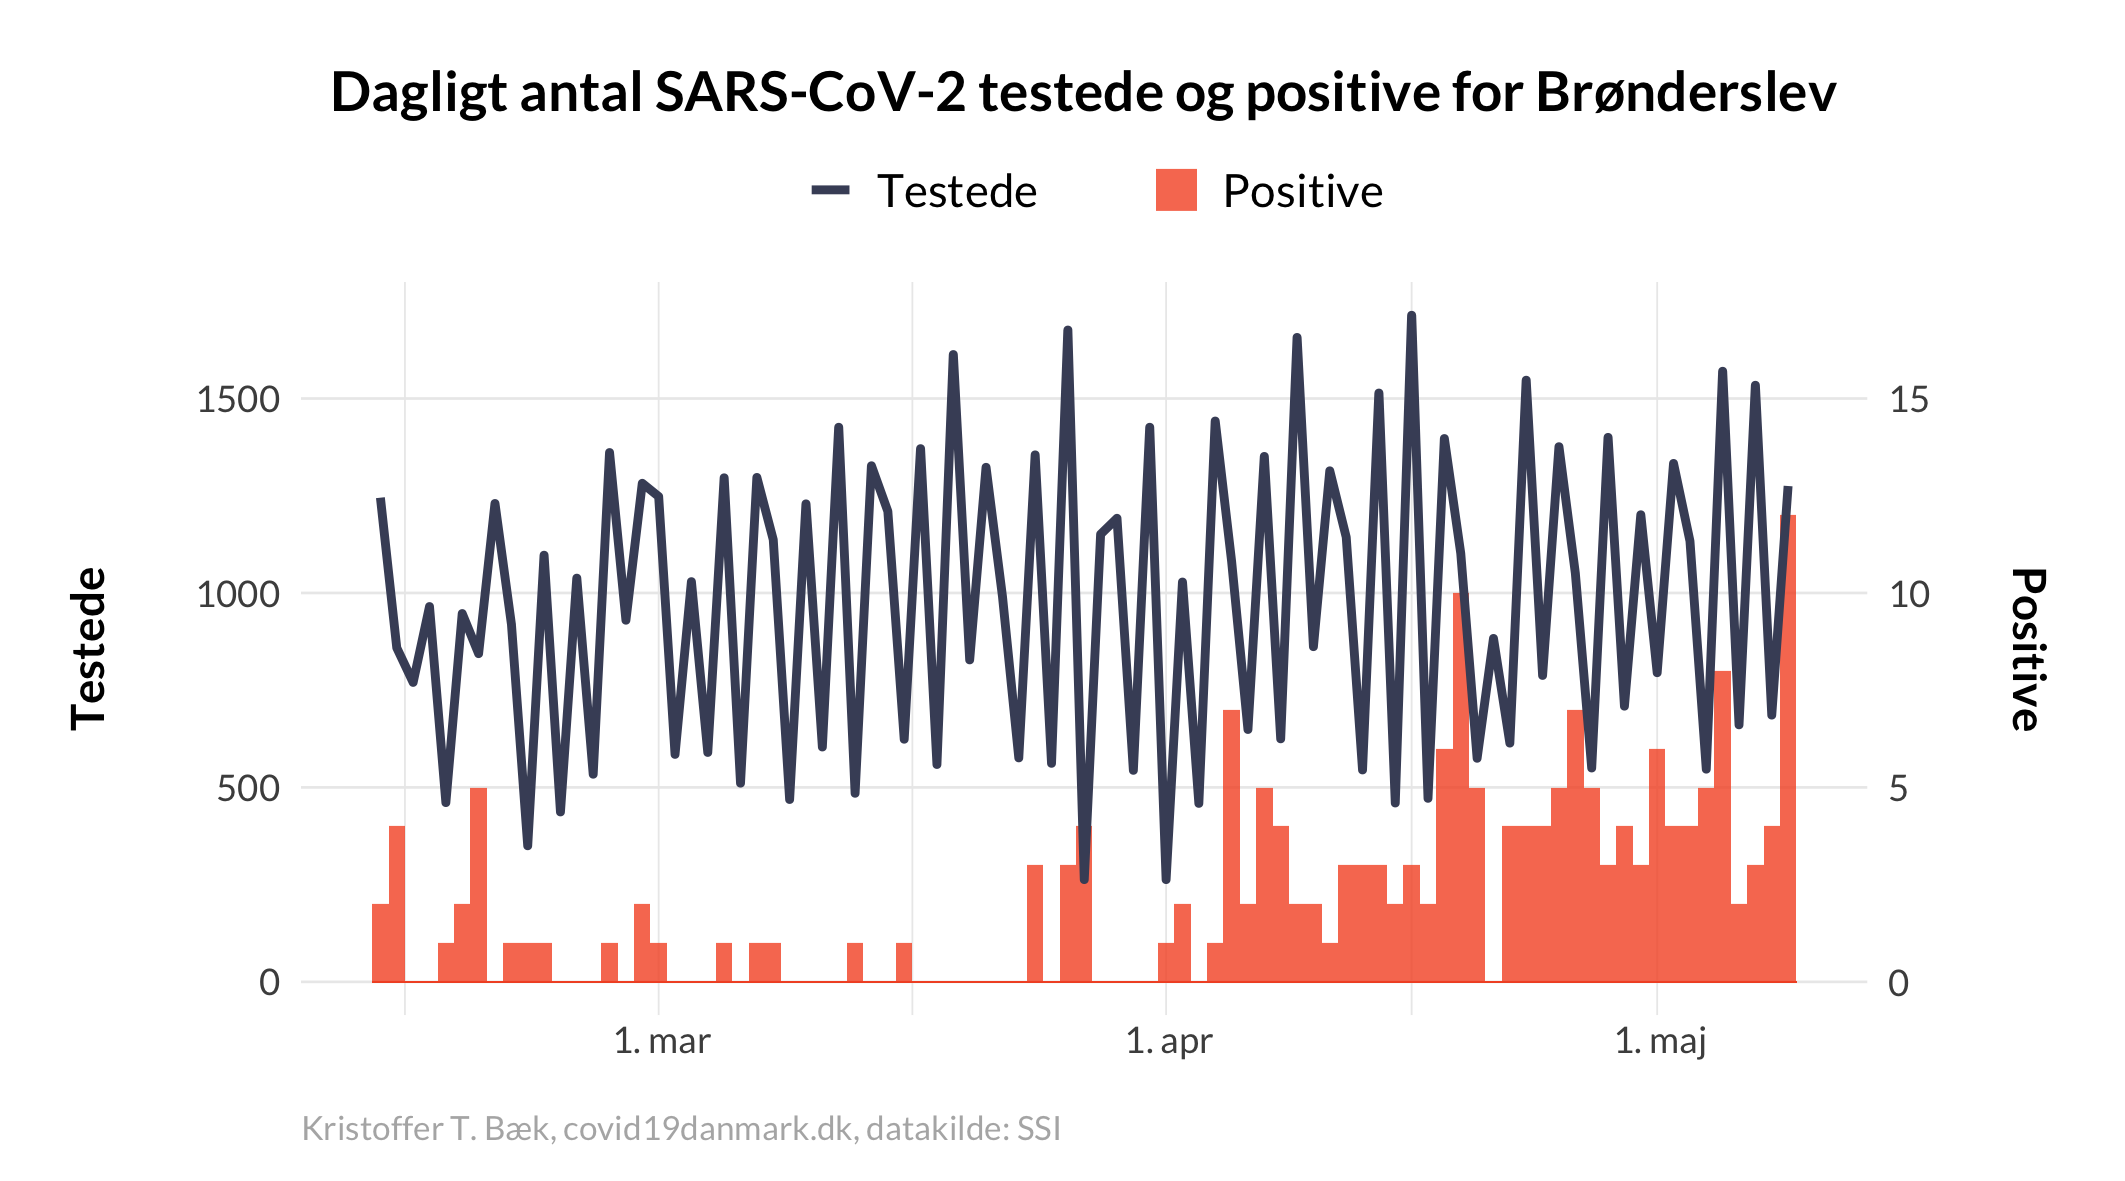 Dagligt antal SARS-CoV-2 testede og positive for Brønderslev
Testede
Positive
Testede
1500
1000
500
0
15
10
5
0
Positive
1. mar
1. apr
1. maj
Kristoffer T. Bæk, covid19danmark.dk, datakilde: SSI